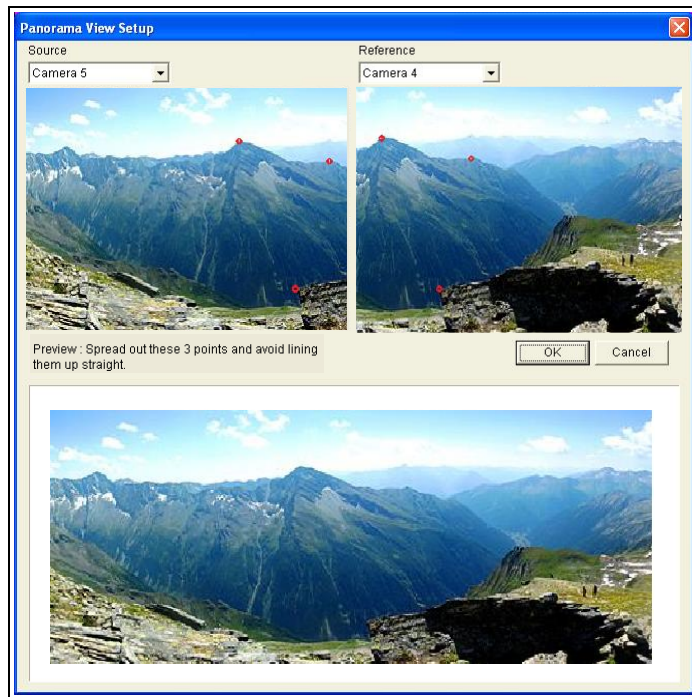 Panorama View Setup
Source
Reference
Camera 5
Camera 4
Preview : Spread out these 3 points and avoid lining
them up straight.
OK
Cancel